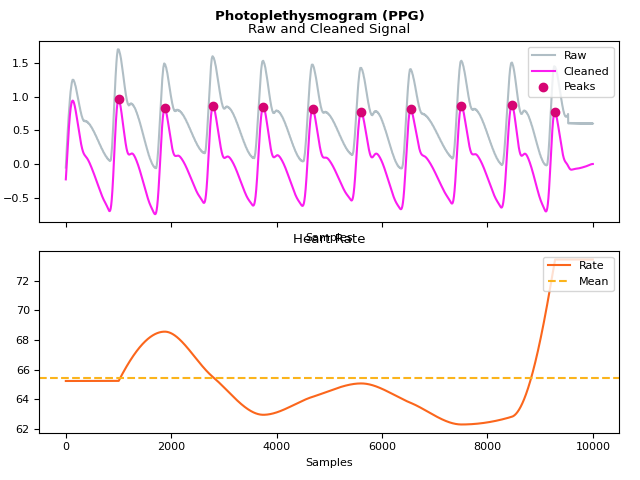 Photoplethysmogram (PPG)
Raw and Cleaned Signal
Raw
Cleaned
Peaks
1.5
1.0
0.5
0.0
−0.5
Samples
Heart Rate
Rate
Mean
72
70
68
66
64
62
0 2000 4000 6000 8000 10000
Samples